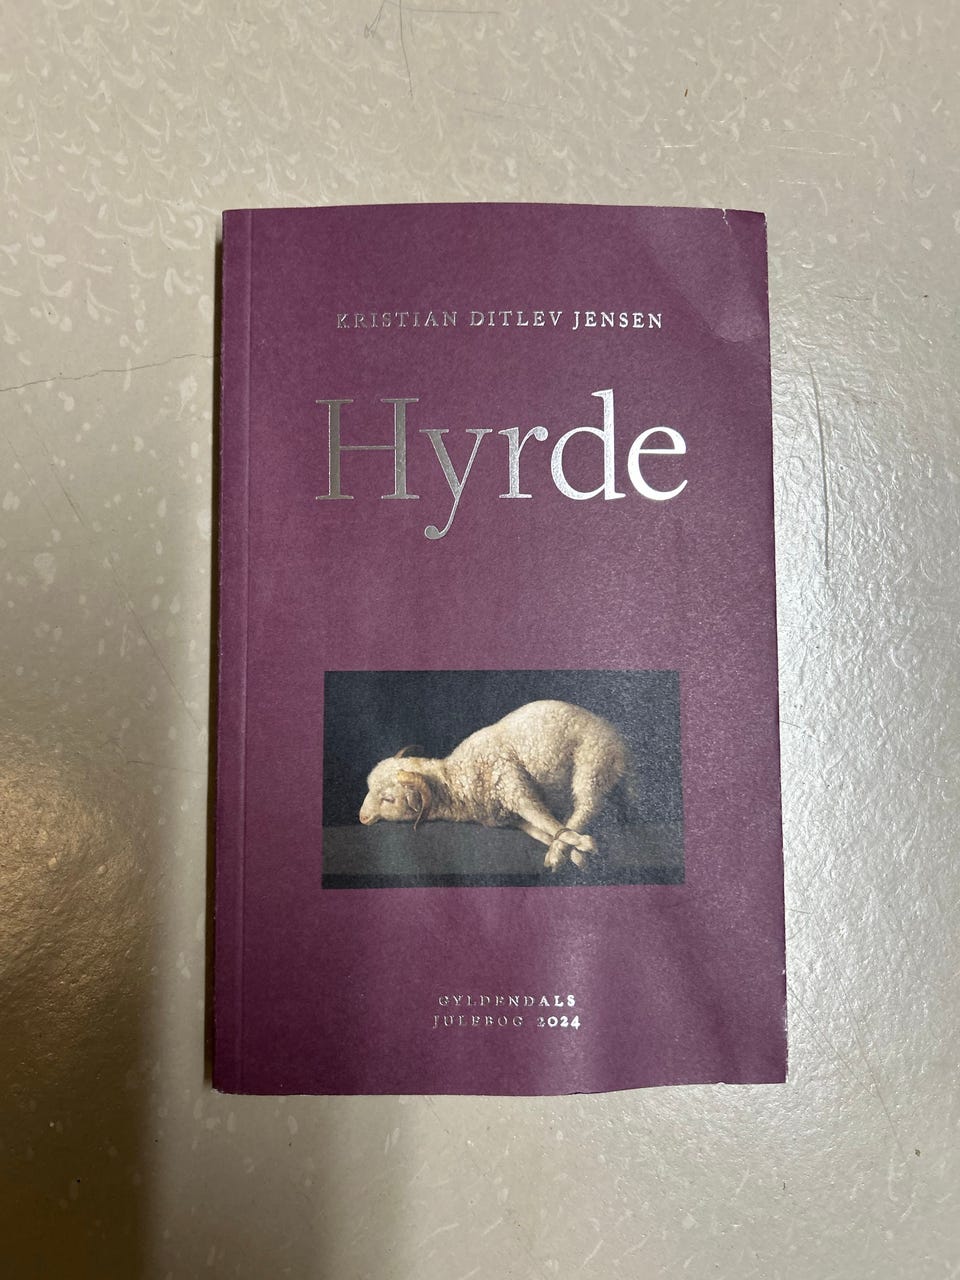 KRISTIAN DITLEV JENSEN
Hyrde
GYLDENDALS
JULEBOG 2024